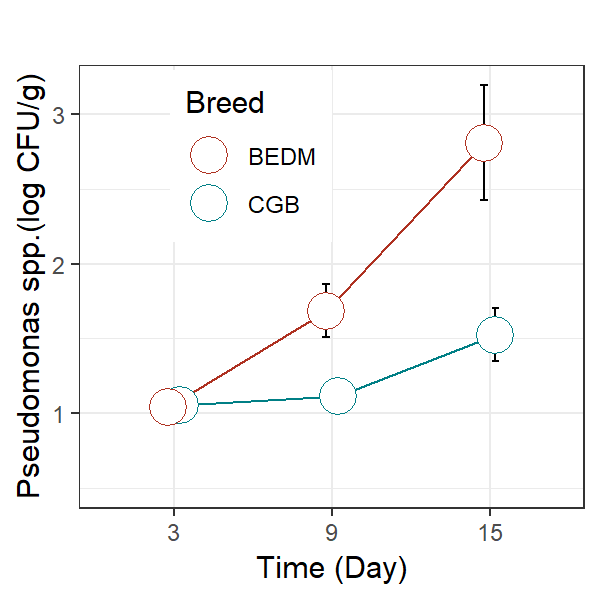 Pseudomonas spp.(log CFU/g)
3
2
1
Breed
BEDM
CGB
3 9 15
Time (Day)